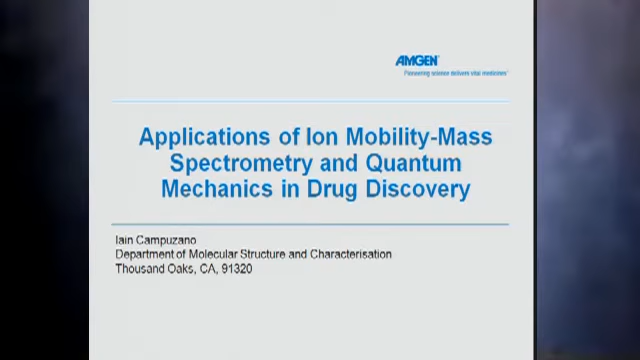 AMGEN
Pioneering science delivers vital medicines
Applications of Ion Mobility-Mass
Spectrometry and Quantum
Mechanics in Drug Discovery
Iain Campuzano
Department of Molecular Structure and Characterisation
Thousand Oaks, CA, 91320